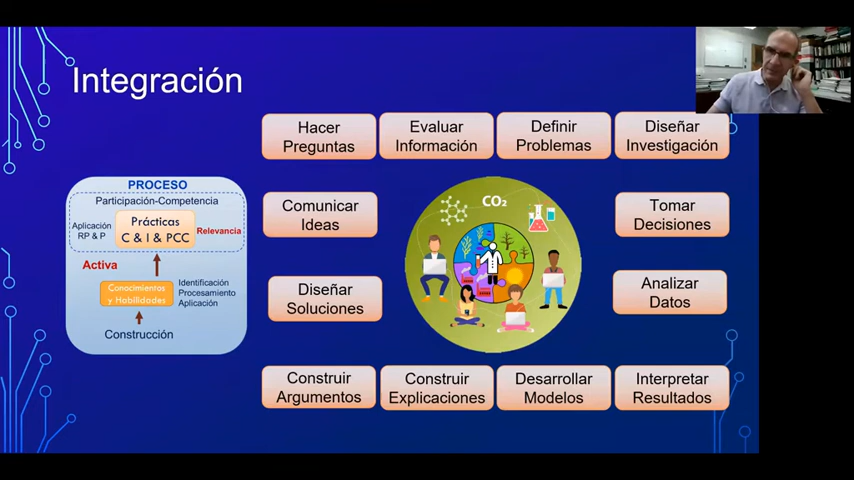 Integración
Hacer
Preguntas
Evaluar
Información
Definir
Problemas
Diseñar
Investigación
PROCESO
Participación-Competencia
Aplicación
RP & P
Prácticas
C & I & PCC
Relevancia
Activa
Conocimientos
y Habilidades
Identificación
Procesamiento
Aplicación
Construcción
Comunicar
Ideas
CO₂
Tomar
Decisiones
Diseñar
Soluciones
Analizar
Datos
Construir
Argumentos
Construir
Explicaciones
Desarrollar
Modelos
Interpretar
Resultados